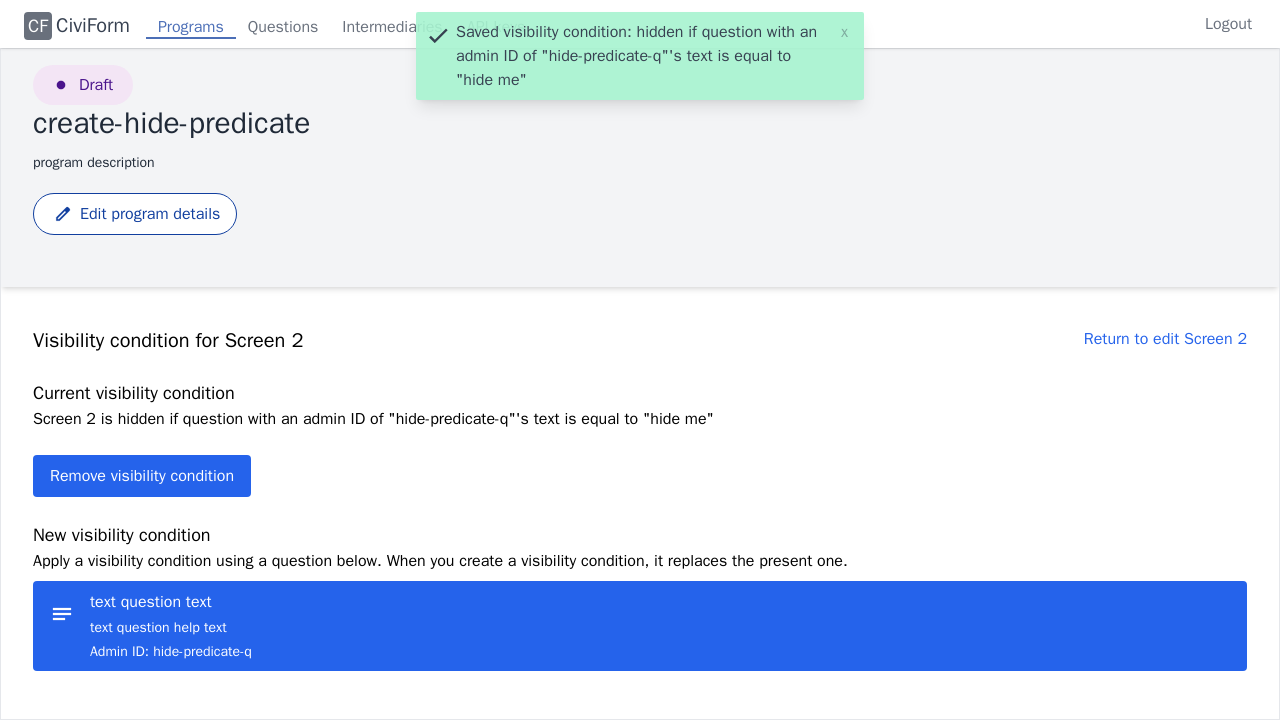 CF CiviForm Programs Questions Intermediaries Logout
Saved visibility condition: hidden if question with an
admin ID of "hide-predicate-q"'s text is equal to
"hide me"
x
Draft
create-hide-predicate
program description
Edit program details
Visibility condition for Screen 2
Return to edit Screen 2
Current visibility condition
Screen 2 is hidden if question with an admin ID of "hide-predicate-q"'s text is equal to "hide me"
Remove visibility condition
New visibility condition
Apply a visibility condition using a question below. When you create a visibility condition, it replaces the present one.
text question text
text question help text
Admin ID: hide-predicate-q